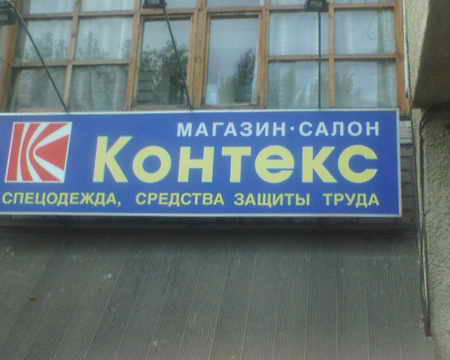 МАГАЗИН·САЛОН
КОНТЕКС
СПЕЦОДЕЖДА, СРЕДСТВА ЗАЩИТЫ ТРУДА